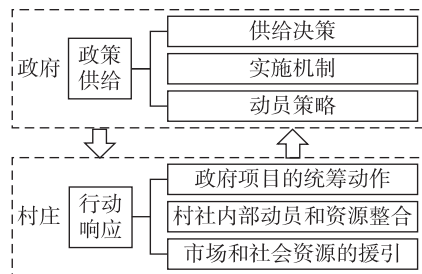 供给决策
政府
政策
供给
实施机制
动员策略
政府项目的统筹动作
村庄
行动
响应
村社内部动员和资源整合
市场和社会资源的援引